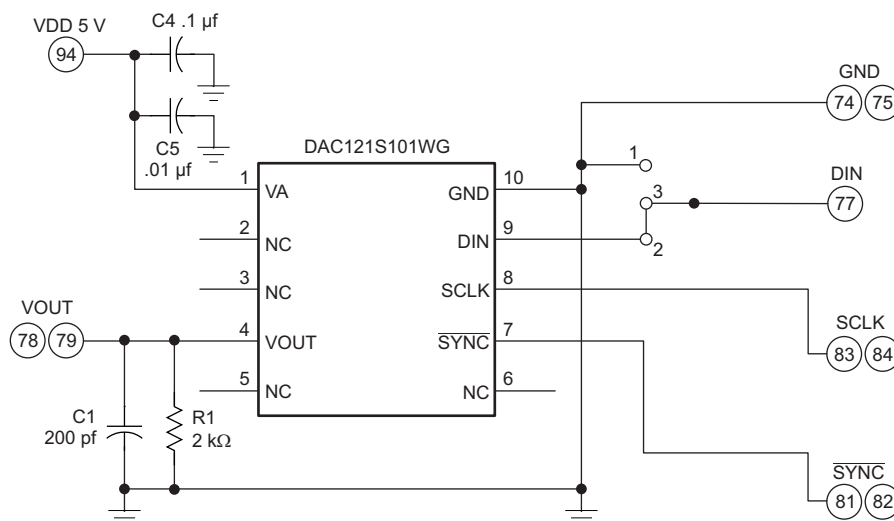 VDD 5 V
94
C4 .1 µf
C5
.01 µf
DAC121S101WG
1
VA
2
NC
3
NC
4
VOUT
5
NC
10
GND
9
DIN
8
SCLK
7
SYNC
6
NC
VOUT
78 79
C1
200 pf
R1
2 kΩ
1
3
2
GND
74 75
DIN
77
SCLK
83 84
SYNC
81 82